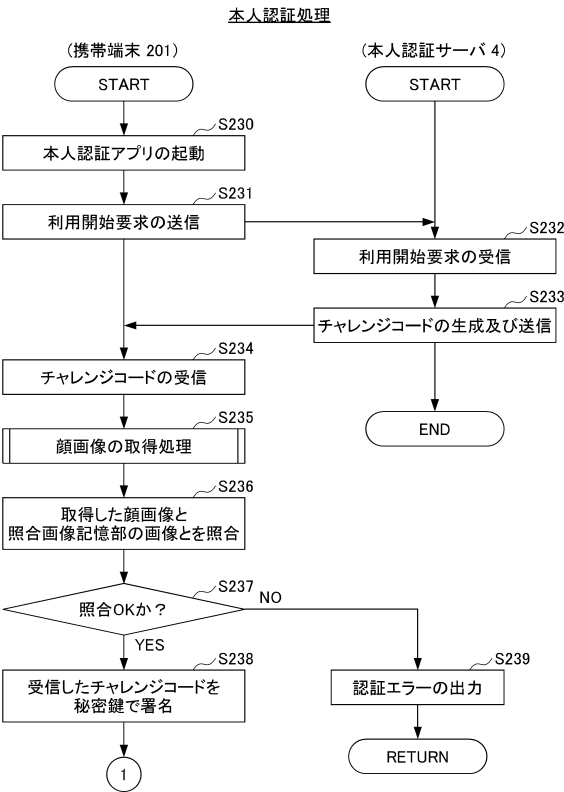 本人認証処理
（携帯端末 201）
（本人認証サーバ 4）
START
START
S230
本人認証アプリの起動
S231
利用開始要求の送信
S232
利用開始要求の受信
S233
チャレンジコードの生成及び送信
S234
チャレンジコードの受信
END
S235
顔画像の取得処理
S236
取得した顔画像と
照合画像記憶部の画像とを照合
S237
照合OKか？
NO
YES
S238
受信したチャレンジコードを
秘密鍵で署名
S239
認証エラーの出力
RETURN
1